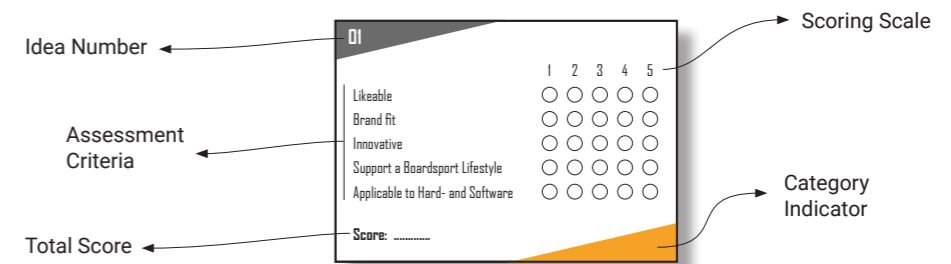 Idea Number
01
Scoring Scale
1 2 3 4 5
Likeable
Brand fit
Assessment
Criteria
Innovative
Support a Boardsport Lifestyle
Applicable to Hard- and Software
Category
Indicator
Total Score
Score: .............